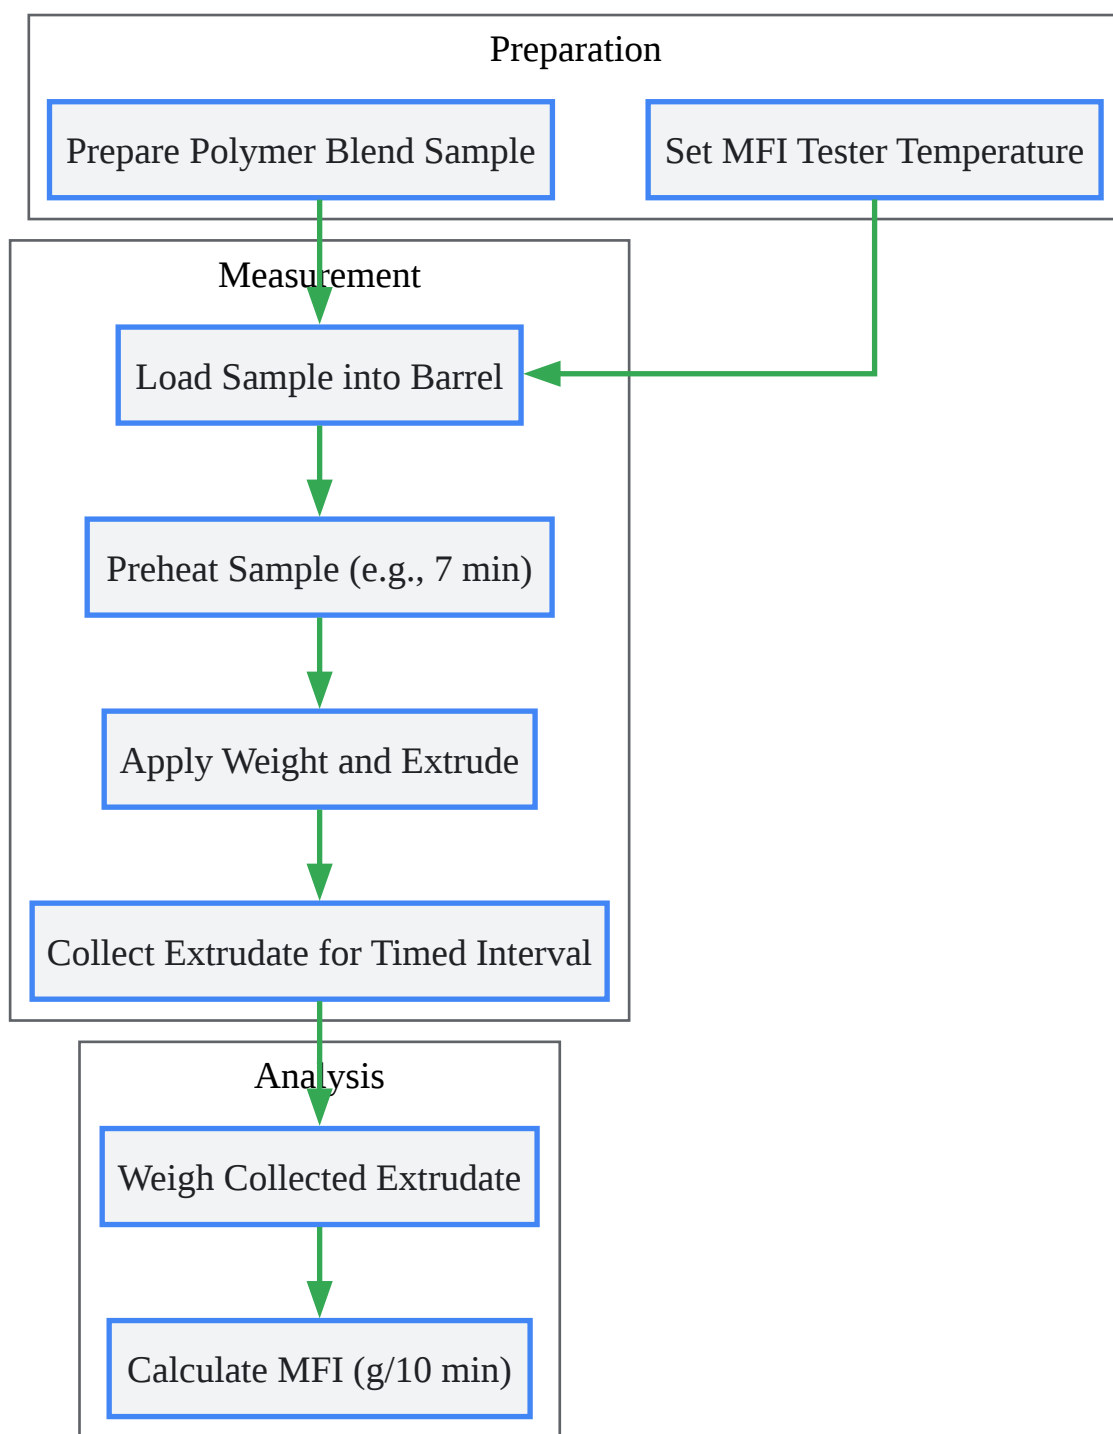 Preparation
Prepare Polymer Blend Sample
Set MFI Tester Temperature
Measurement
Load Sample into Barrel
Preheat Sample (e.g., 7 min)
Apply Weight and Extrude
Collect Extrudate for Timed Interval
Analysis
Weigh Collected Extrudate
Calculate MFI (g/10 min)